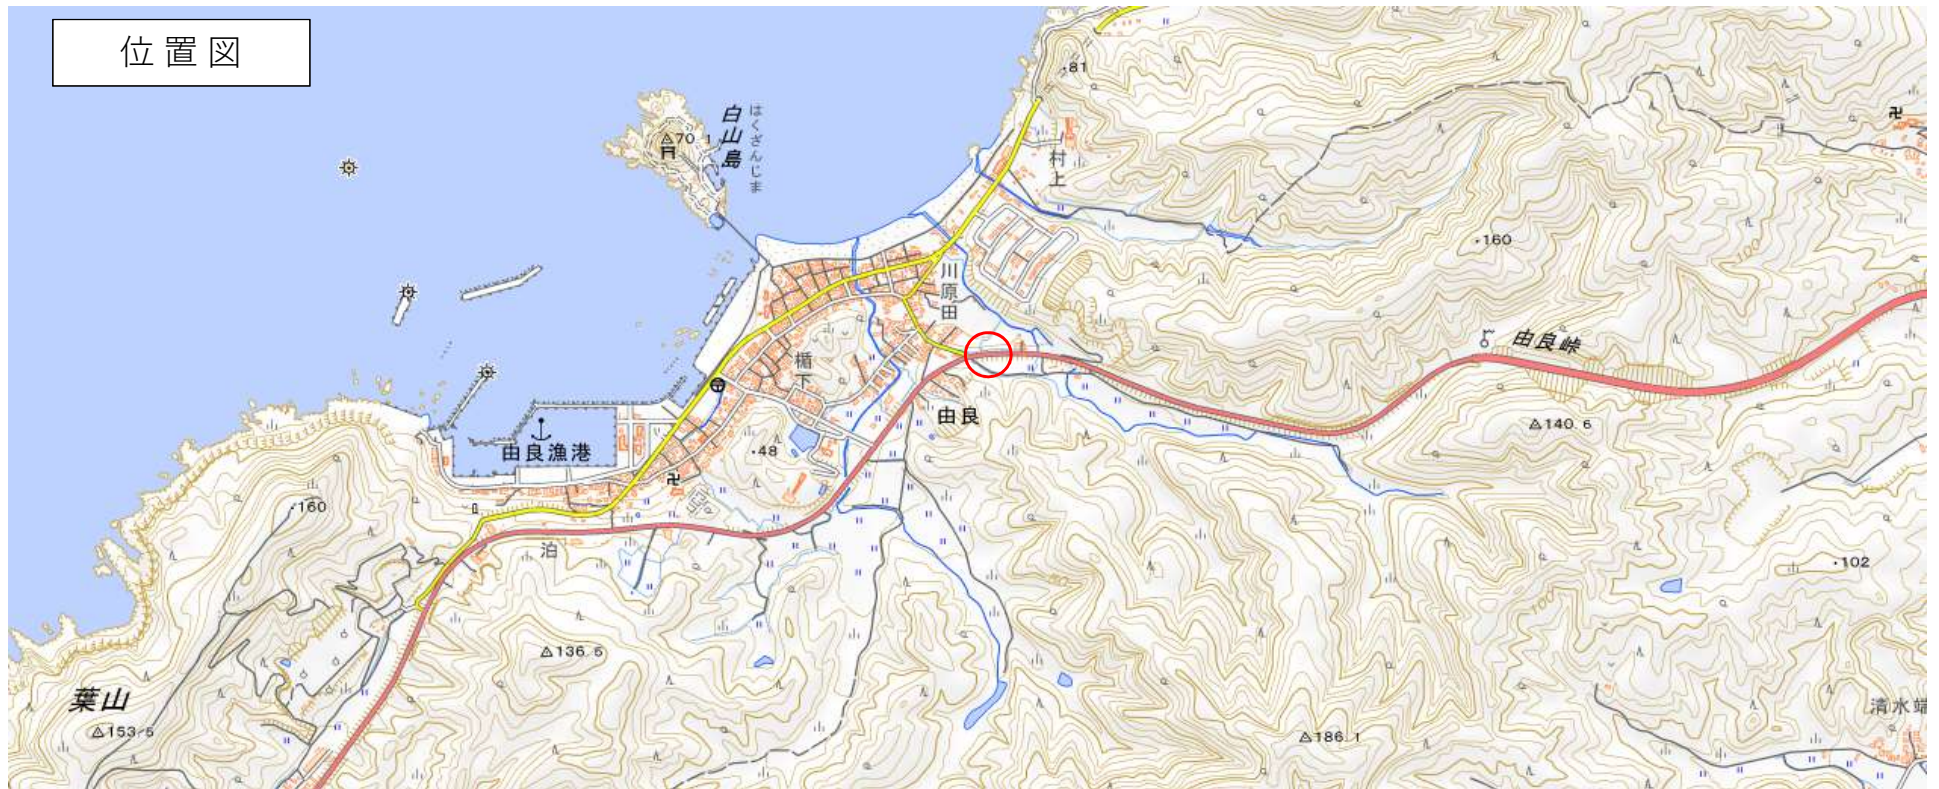 位置図
・81
70.1
白山島
はくさんじま
村上
・160
100
川原田
由良峠
楯下
由良
140.6
・48
由良漁港
・160
泊
・102
100
136.5
葉山
153.5
清水端
186.1